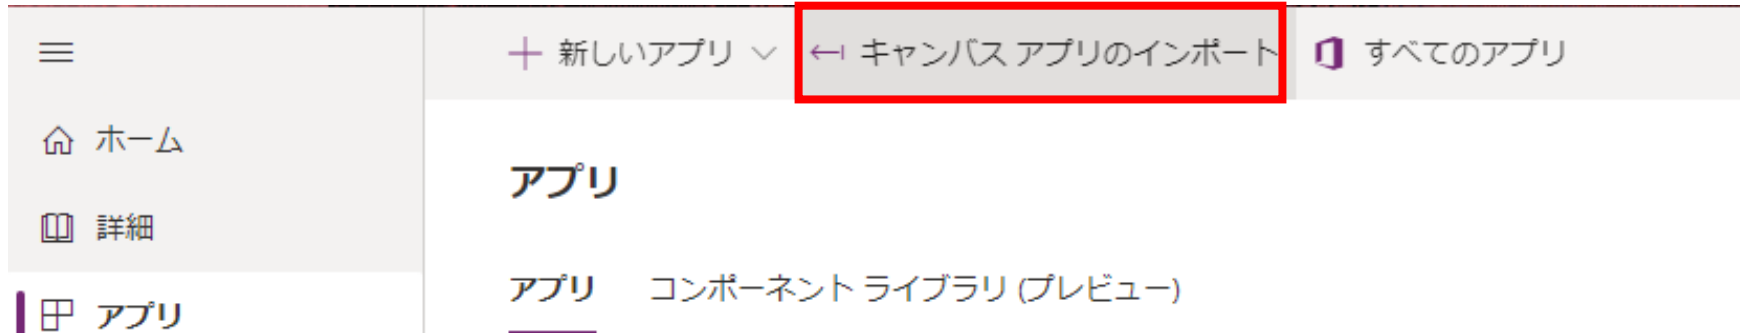 新しいアプリ キャンバス アプリのインポート すべてのアプリ
ホーム
詳細
アプリ
アプリ
アプリ コンポーネント ライブラリ (プレビュー)